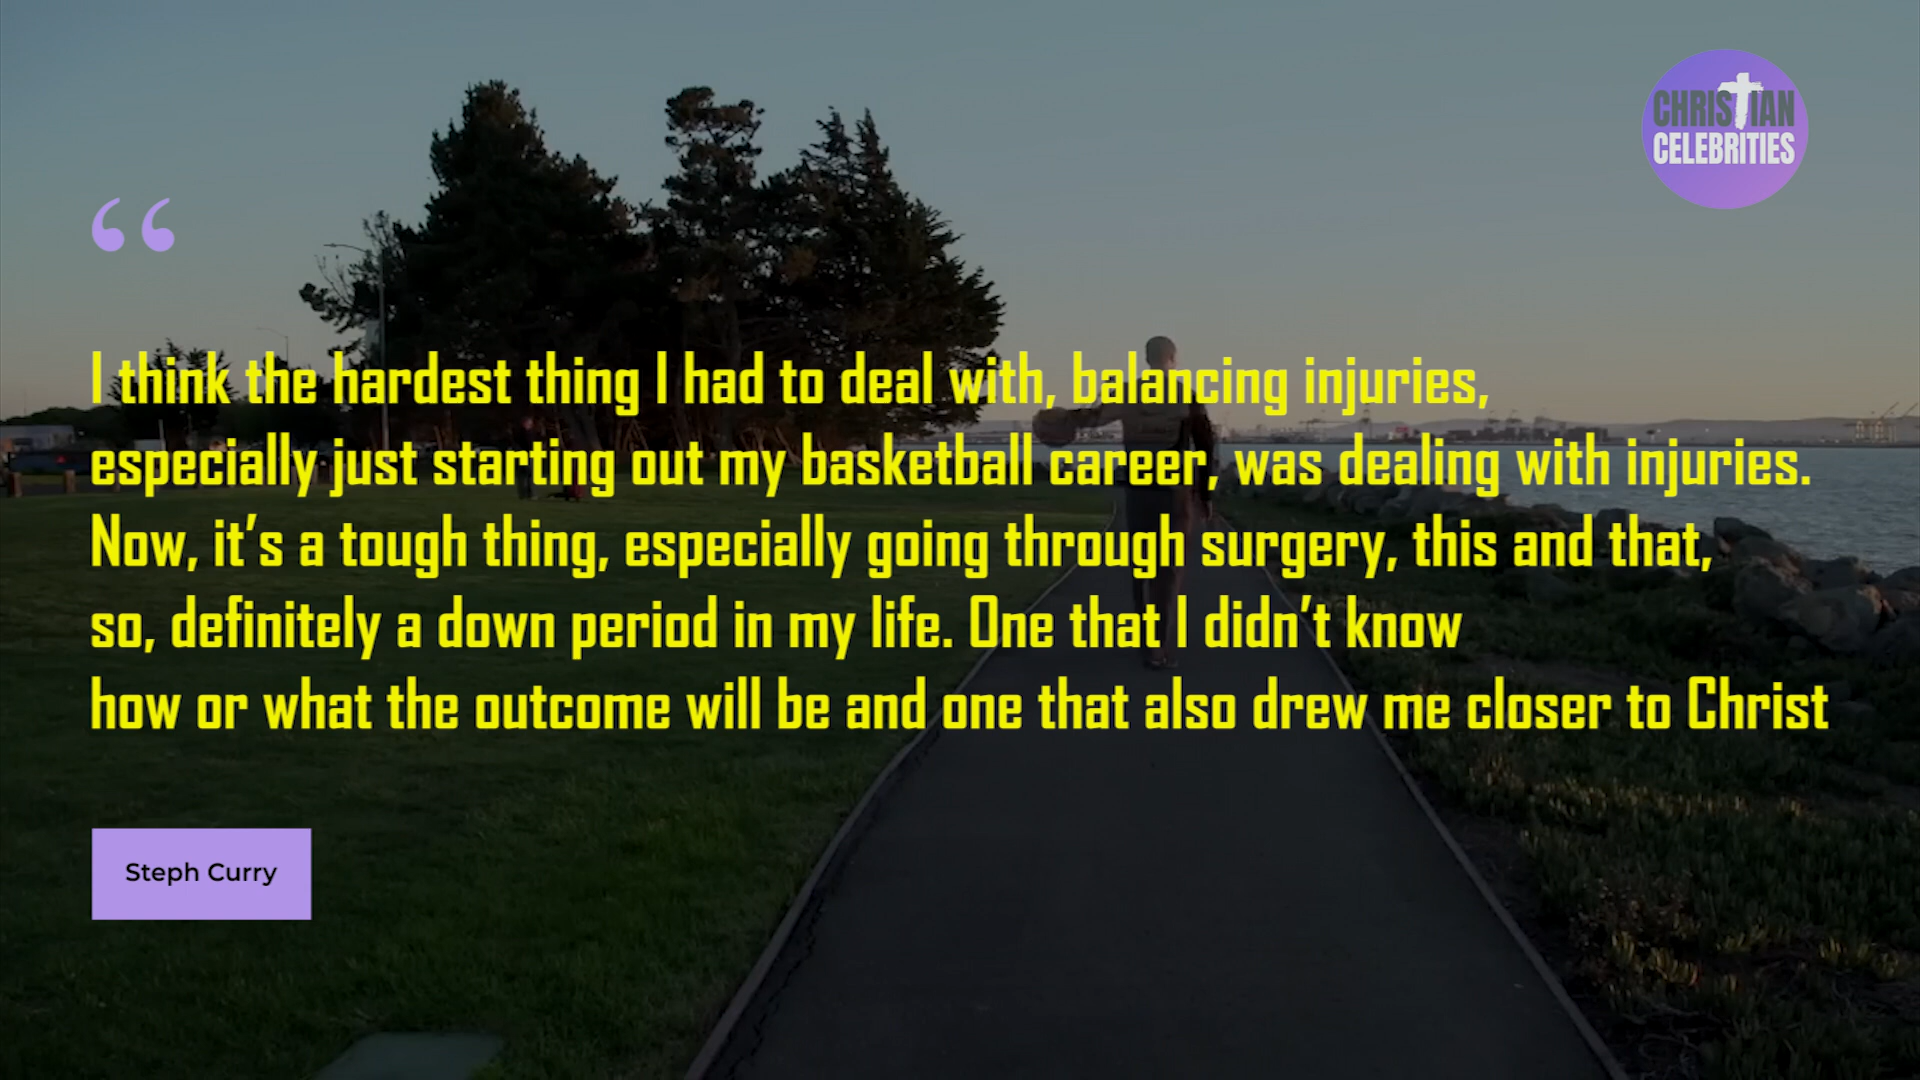 CHRISTIAN
CELEBRITIES
“
I think the hardest thing I had to deal with, balancing injuries,
especially just starting out my basketball career, was dealing with injuries.
Now, it’s a tough thing, especially going through surgery, this and that,
so, definitely a down period in my life. One that I didn’t know
how or what the outcome will be and one that also drew me closer to Christ
Steph Curry